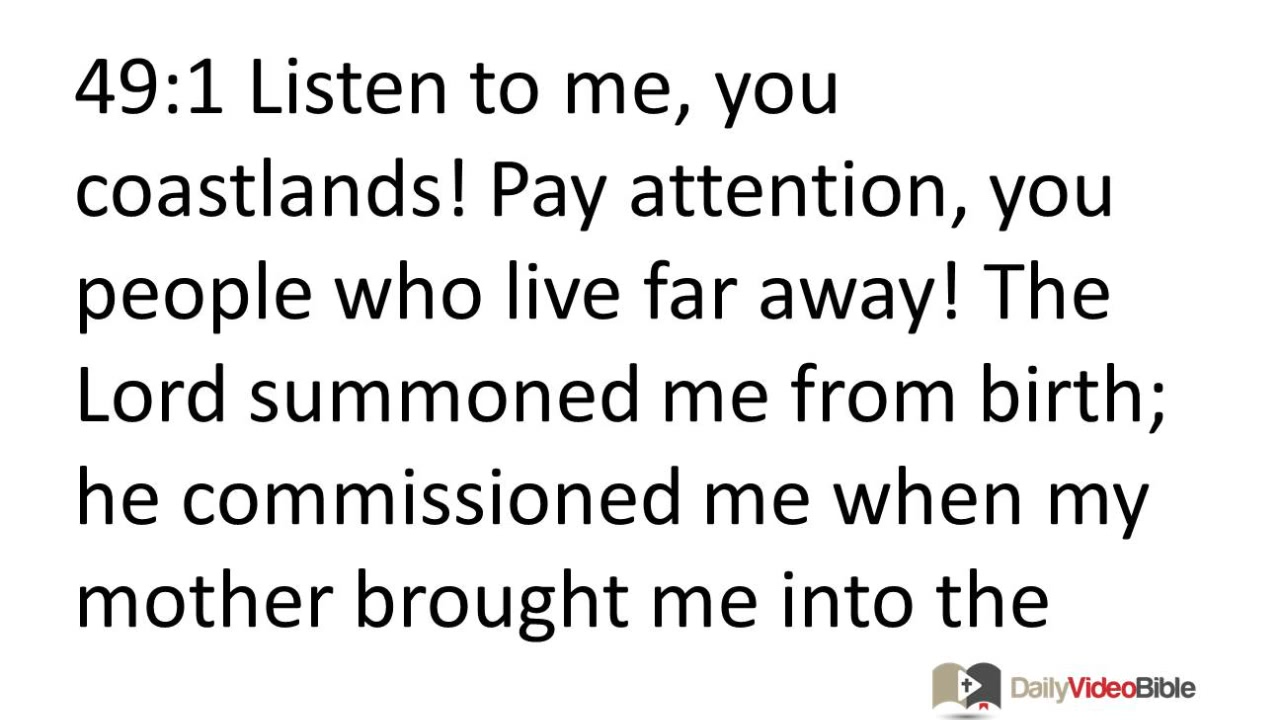 49:1 Listen to me, you
coastlands! Pay attention, you
people who live far away! The
Lord summoned me from birth;
he commissioned me when my
mother brought me into the
DailyVideoBible